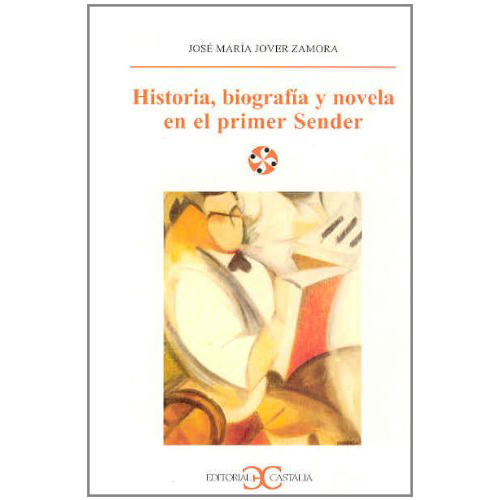 JOSÉ MARÍA JOVER ZAMORA
Historia, biografía y novela
en el primer Sender
EDITORIAL CASTALIA